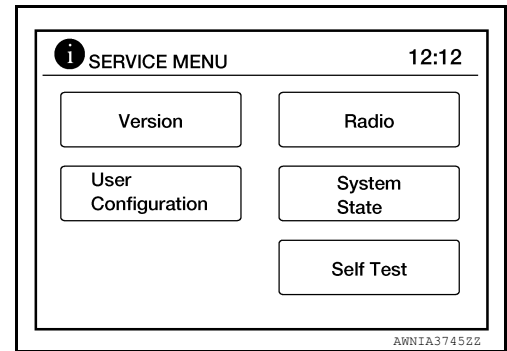 i SERVICE MENU 12:12
Version
Radio
User
Configuration
System
State
Self Test
AWNIA3745ZZ